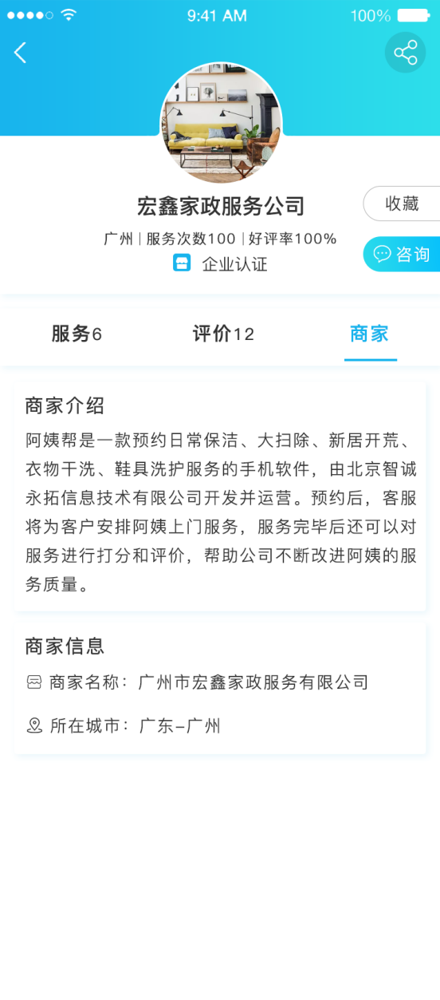 9:41 AM 100%
宏鑫家政服务公司
收藏
广州|服务次数100|好评率100%
企业认证
咨询
服务6 评价12 商家
商家介绍
阿姨帮是一款预约日常保洁、大扫除、新居开荒、
衣物干洗、鞋具洗护服务的手机软件，由北京智诚
永拓信息技术有限公司开发并运营。预约后，客服
将为客户安排阿姨上门服务，服务完毕后还可以对
服务进行打分和评价，帮助公司不断改进阿姨的服
务质量。
商家信息
商家名称：广州市宏鑫家政服务有限公司
所在城市：广东-广州